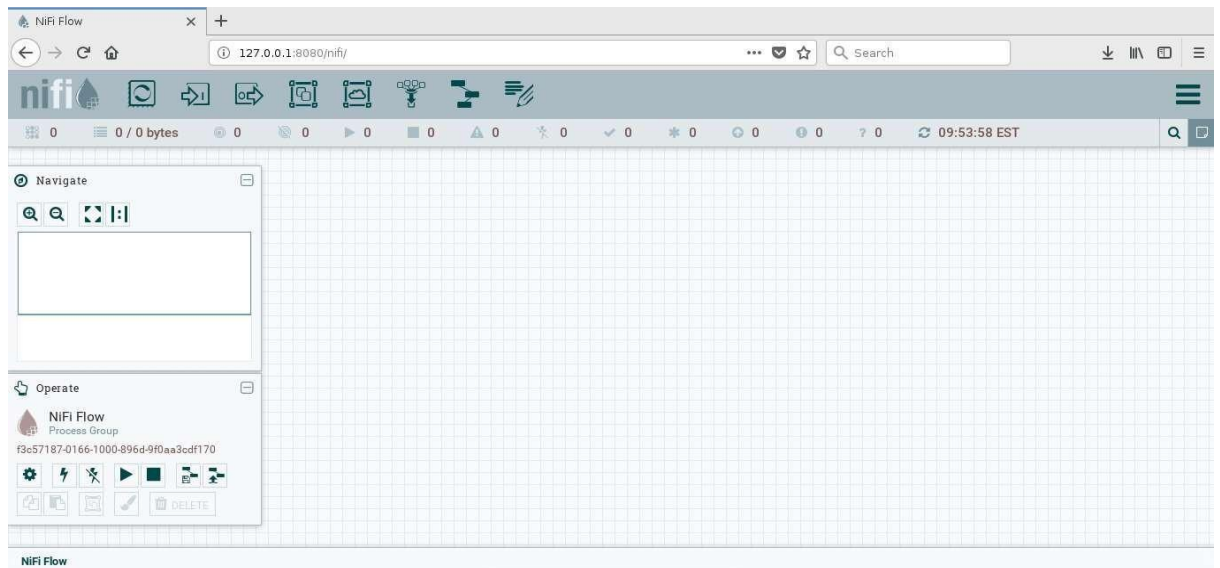 NiFi Flow
127.0.0.1:8080/nifi/
Search
nifi
0 0 / 0 bytes 0 0 0 0 0 0 0 0 0 0 ? 0 09:53:58 EST
Navigate
Operate
NiFi Flow
Process Group
f3c57187-0166-1000-896d-9f0aa3cdf170
DELETE
NiFi Flow